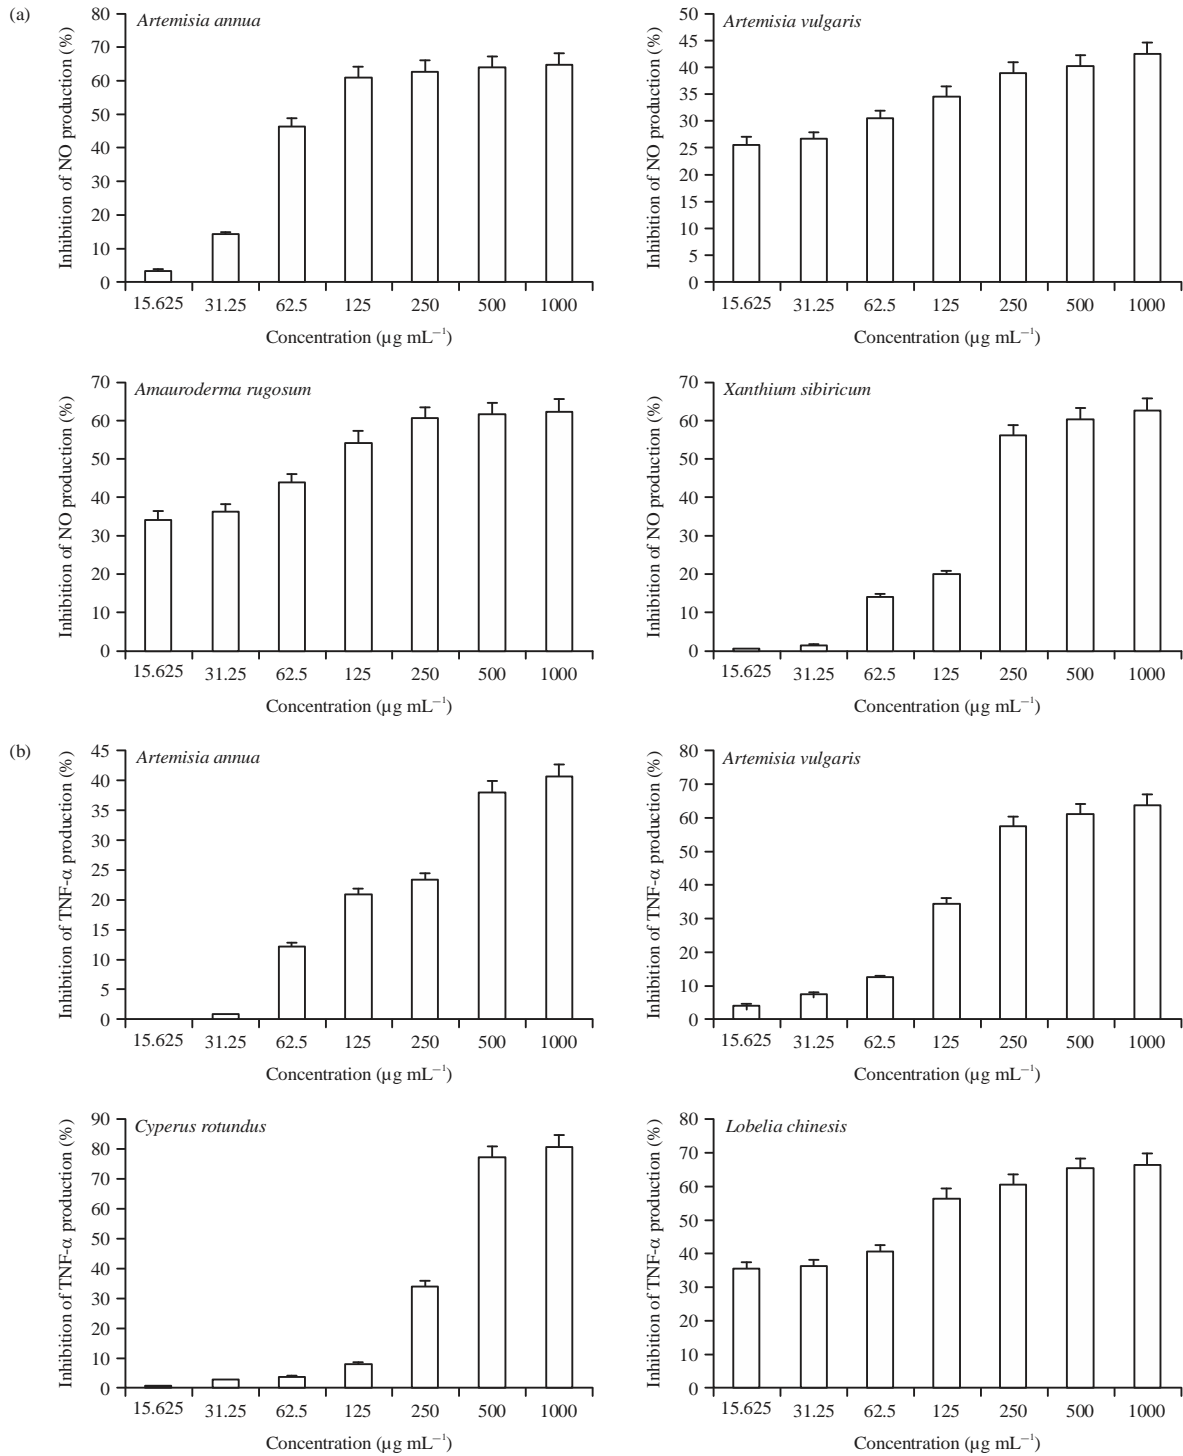 (a)
Artemisia annua
Inhibition of NO production (%)
80
70
60
50
40
30
20
10
0
15.625 31.25 62.5 125 250 500 1000
Concentration (µg mL⁻¹)
Artemisia vulgaris
Inhibition of NO production (%)
50
45
40
35
30
25
20
15
10
5
0
15.625 31.25 62.5 125 250 500 1000
Concentration (µg mL⁻¹)
Amauroderma rugosum
Inhibition of NO production (%)
70
60
50
40
30
20
10
0
15.625 31.25 62.5 125 250 500 1000
Concentration (µg mL⁻¹)
Xanthium sibiricum
Inhibition of NO production (%)
70
60
50
40
30
20
10
0
15.625 31.25 62.5 125 250 500 1000
Concentration (µg mL⁻¹)
(b)
Artemisia annua
Inhibition of TNF-α production (%)
45
40
35
30
25
20
15
10
5
0
15.625 31.25 62.5 125 250 500 1000
Concentration (µg mL⁻¹)
Artemisia vulgaris
Inhibition of TNF-α production (%)
80
70
60
50
40
30
20
10
0
15.625 31.25 62.5 125 250 500 1000
Concentration (µg mL⁻¹)
Cyperus rotundus
Inhibition of TNF-α production (%)
90
80
70
60
50
40
30
20
10
0
15.625 31.25 62.5 125 250 500 1000
Concentration (µg mL⁻¹)
Lobelia chinesis
Inhibition of TNF-α production (%)
80
70
60
50
40
30
20
10
0
15.625 31.25 62.5 125 250 500 1000
Concentration (µg mL⁻¹)